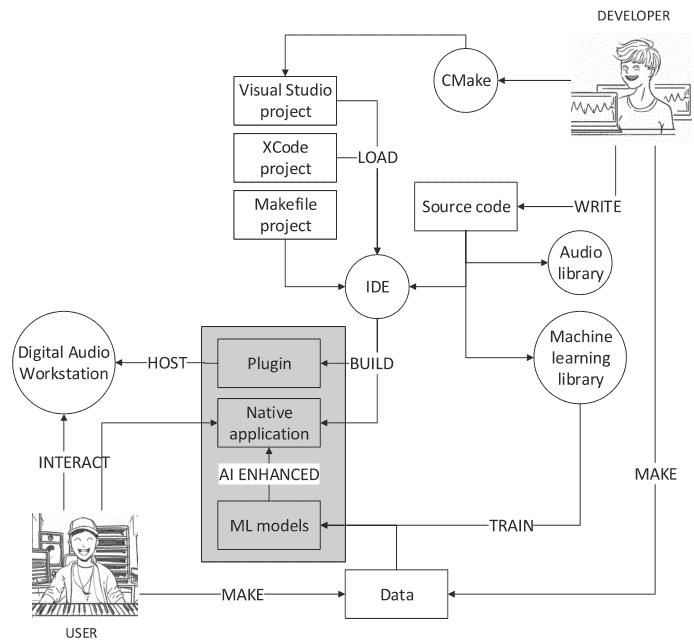 DEVELOPER
CMake
Visual Studio
project
XCode
project
LOAD
Makefile
project
Source code
WRITE
Audio
library
IDE
Machine
learning
library
Digital Audio
Workstation
HOST
Plugin
BUILD
Native
application
INTERACT
AI ENHANCED
MAKE
ML models
TRAIN
MAKE
Data
USER